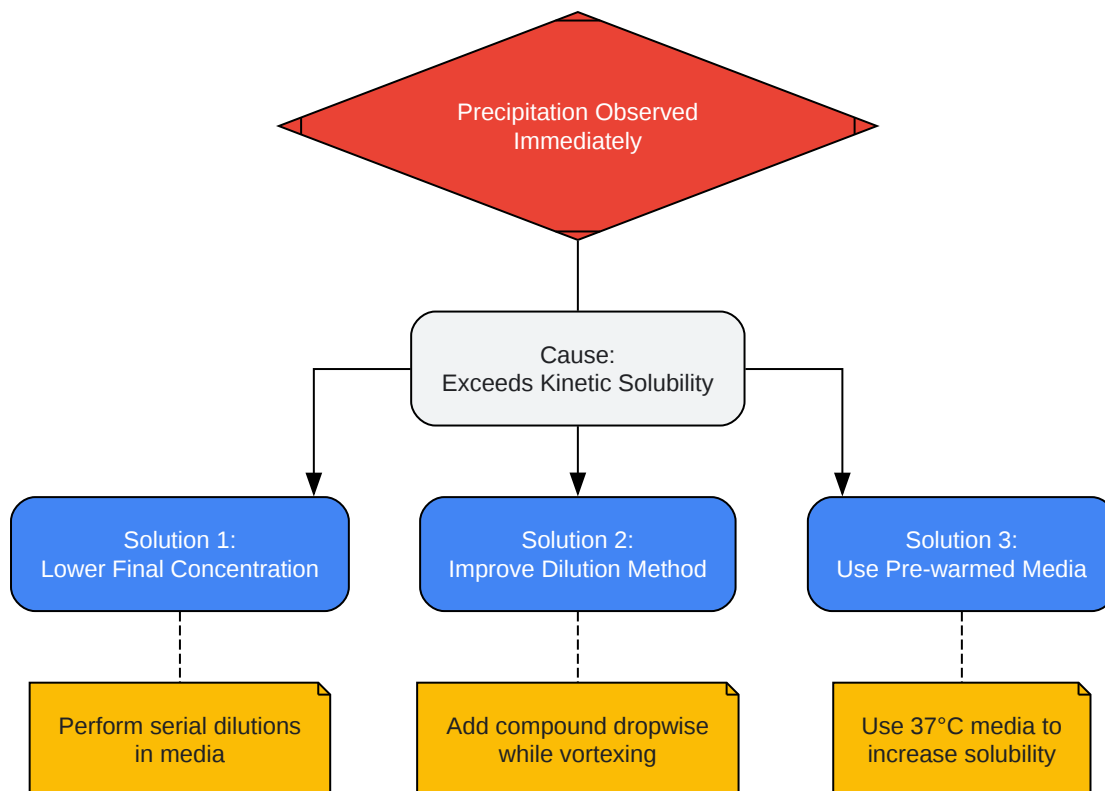 Precipitation Observed
Immediately
Cause:
Exceeds Kinetic Solubility
Solution 1:
Lower Final Concentration
Solution 2:
Improve Dilution Method
Solution 3:
Use Pre-warmed Media
Perform serial dilutions
in media
Add compound dropwise
while vortexing
Use 37°C media to
increase solubility